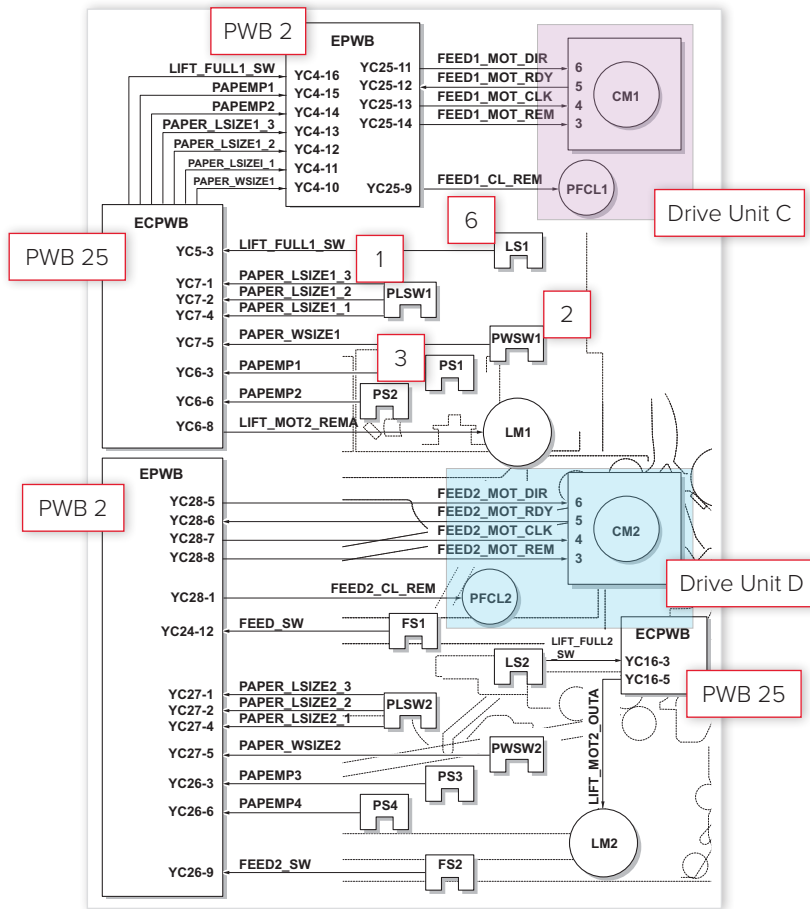 PWB 2
EPWB
LIFT_FULL1_SW
YC4-16
PAPEMP1
YC4-15
PAPEMP2
YC4-14
PAPER_LSIZE1_3
YC4-13
PAPER_LSIZE1_2
YC4-12
PAPER_LSIZEI_1
YC4-11
PAPER_WSIZE1
YC4-10
YC25-11
FEED1_MOT_DIR
6
YC25-12
FEED1_MOT_RDY
5
YC25-13
FEED1_MOT_CLK
4
YC25-14
FEED1_MOT_REM
3
CM1
YC25-9
FEED1_CL_REM
PFCL1
Drive Unit C
ECPWB
PWB 25
YC5-3
LIFT_FULL1_SW
6
LS1
1
YC7-1
PAPER_LSIZE1_3
YC7-2
PAPER_LSIZE1_2
YC7-4
PAPER_LSIZE1_1
PLSW1
2
YC7-5
PAPER_WSIZE1
PWSW1
3
YC6-3
PAPEMP1
PS1
YC6-6
PAPEMP2
PS2
YC6-8
LIFT_MOT2_REMA
LM1
EPWB
PWB 2
YC28-5
FEED2_MOT_DIR
6
YC28-6
FEED2_MOT_RDY
5
YC28-7
FEED2_MOT_CLK
4
YC28-8
FEED2_MOT_REM
3
CM2
Drive Unit D
YC28-1
FEED2_CL_REM
PFCL2
YC24-12
FEED_SW
FS1
ECPWB
LS2
LIFT_FULL2
_SW
YC16-3
YC16-5
PWB 25
YC27-1
PAPER_LSIZE2_3
YC27-2
PAPER_LSIZE2_2
YC27-4
PAPER_LSIZE2_1
PLSW2
YC27-5
PAPER_WSIZE2
PWSW2
LIFT_MOT2_OUTA
YC26-3
PAPEMP3
PS3
YC26-6
PAPEMP4
PS4
LM2
YC26-9
FEED2_SW
FS2